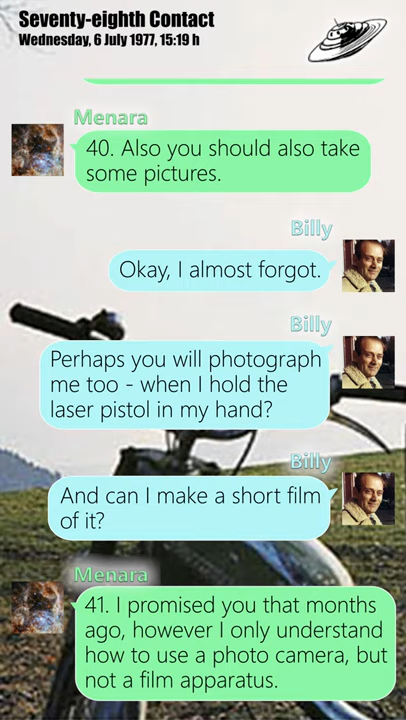 Seventy-eighth Contact
Wednesday, 6 July 1977, 15:19 h
Menara
40. Also you should also take
some pictures.
Billy
Okay, I almost forgot.
Billy
Perhaps you will photograph
me too - when I hold the
laser pistol in my hand?
Billy
And can I make a short film
of it?
Menara
41. I promised you that months
ago, however I only understand
how to use a photo camera, but
not a film apparatus.